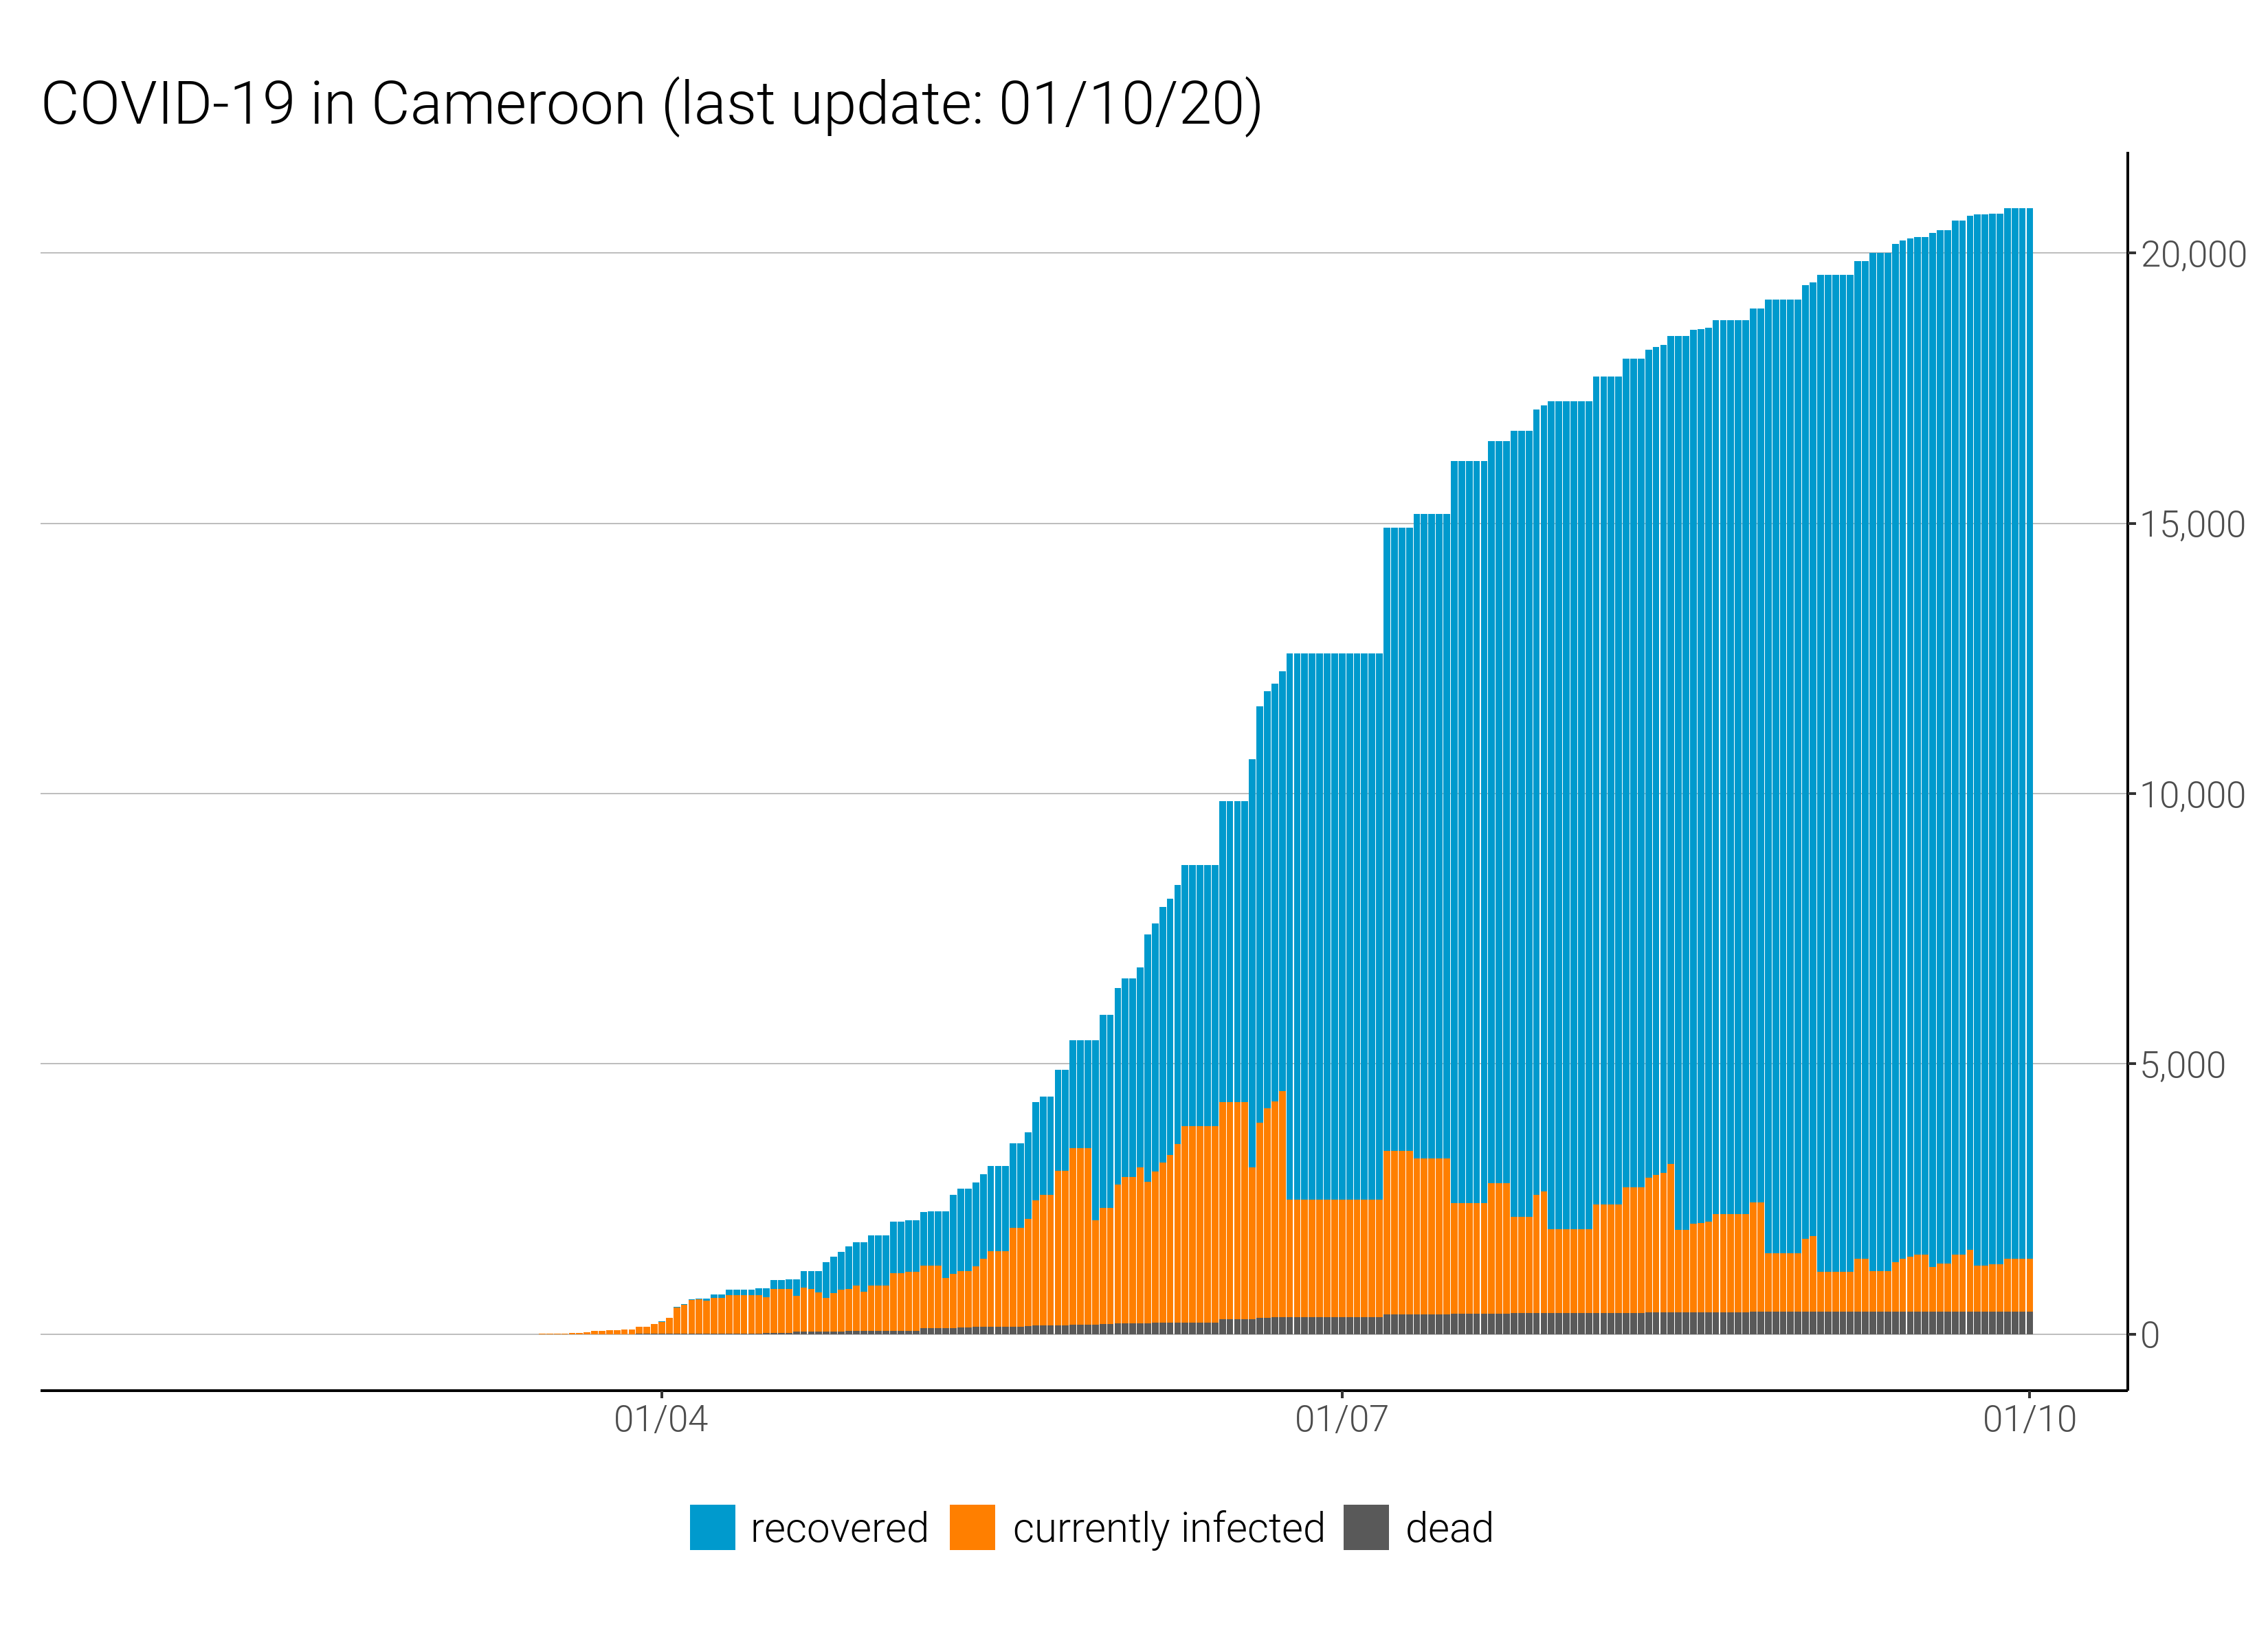 COVID-19 in Cameroon (last update: 01/10/20)
20,000
15,000
10,000
5,000
0
01/04 01/07 01/10
recovered currently infected dead